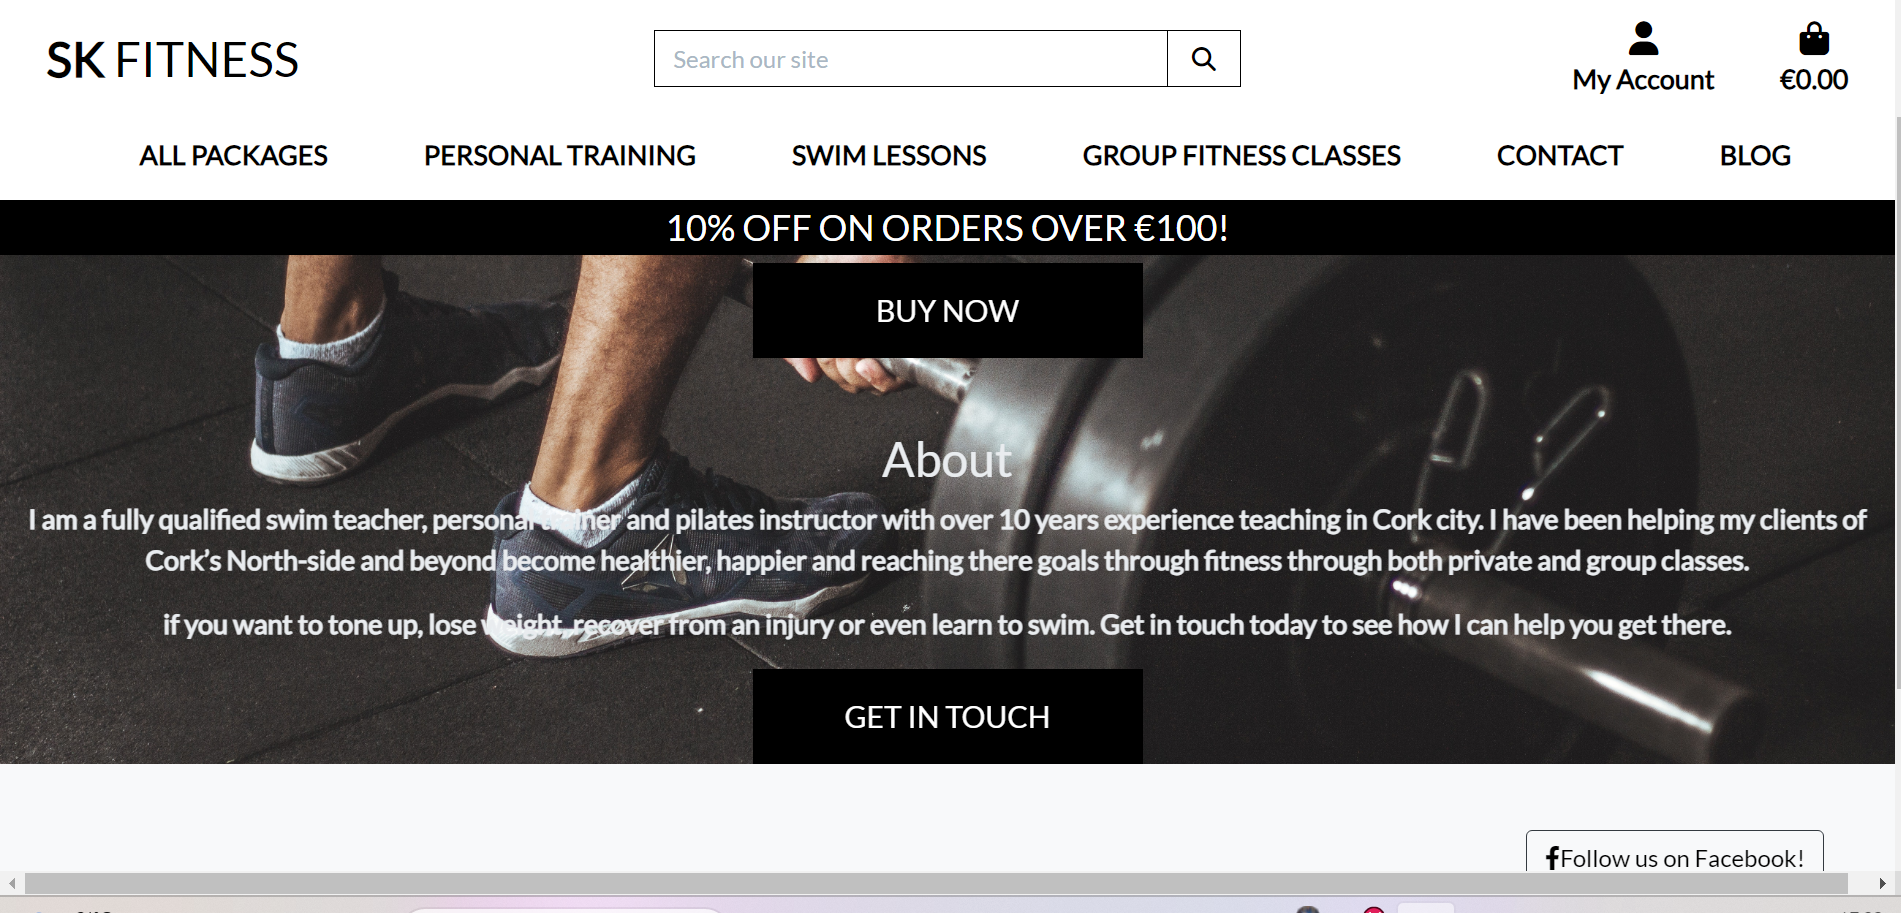 SK FITNESS
Search our site
My Account
€0.00
ALL PACKAGES
PERSONAL TRAINING
SWIM LESSONS
GROUP FITNESS CLASSES
CONTACT
BLOG
10% OFF ON ORDERS OVER €100!
BUY NOW
About
I am a fully qualified swim teacher, personal trainer and pilates instructor with over 10 years experience teaching in Cork city. I have been helping my clients of
Cork’s North-side and beyond become healthier, happier and reaching there goals through fitness through both private and group classes.
if you want to tone up, lose weight, recover from an injury or even learn to swim. Get in touch today to see how I can help you get there.
GET IN TOUCH
Follow us on Facebook!